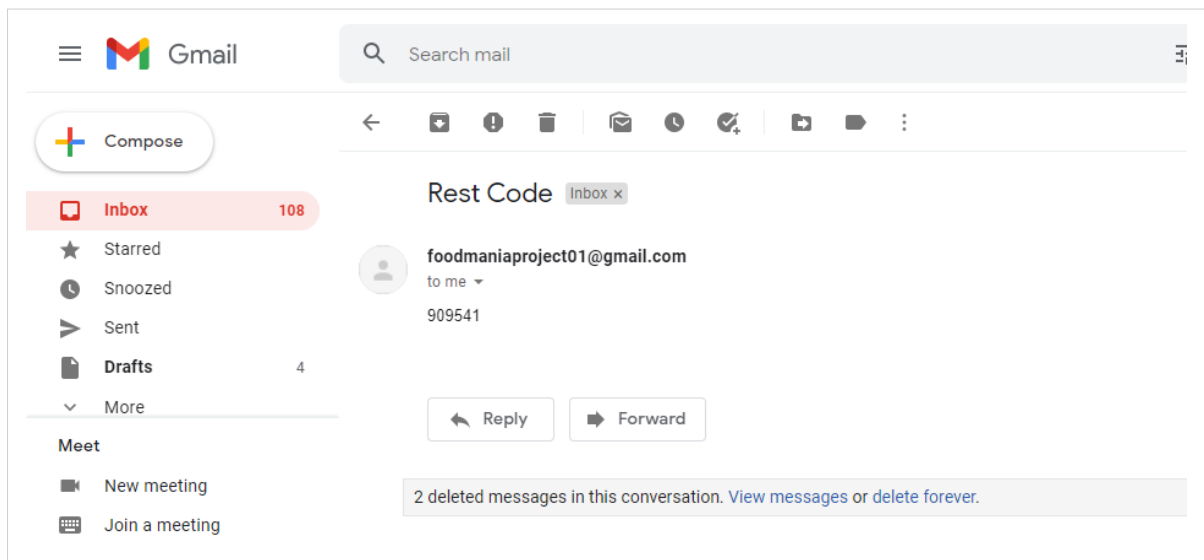 Gmail
Search mail
Compose
Rest Code Inbox x
Inbox 108
foodmaniaproject01@gmail.com
Starred
to me
Snoozed
909541
Sent
Drafts 4
More
Reply Forward
Meet
New meeting
2 deleted messages in this conversation. View messages or delete forever.
Join a meeting